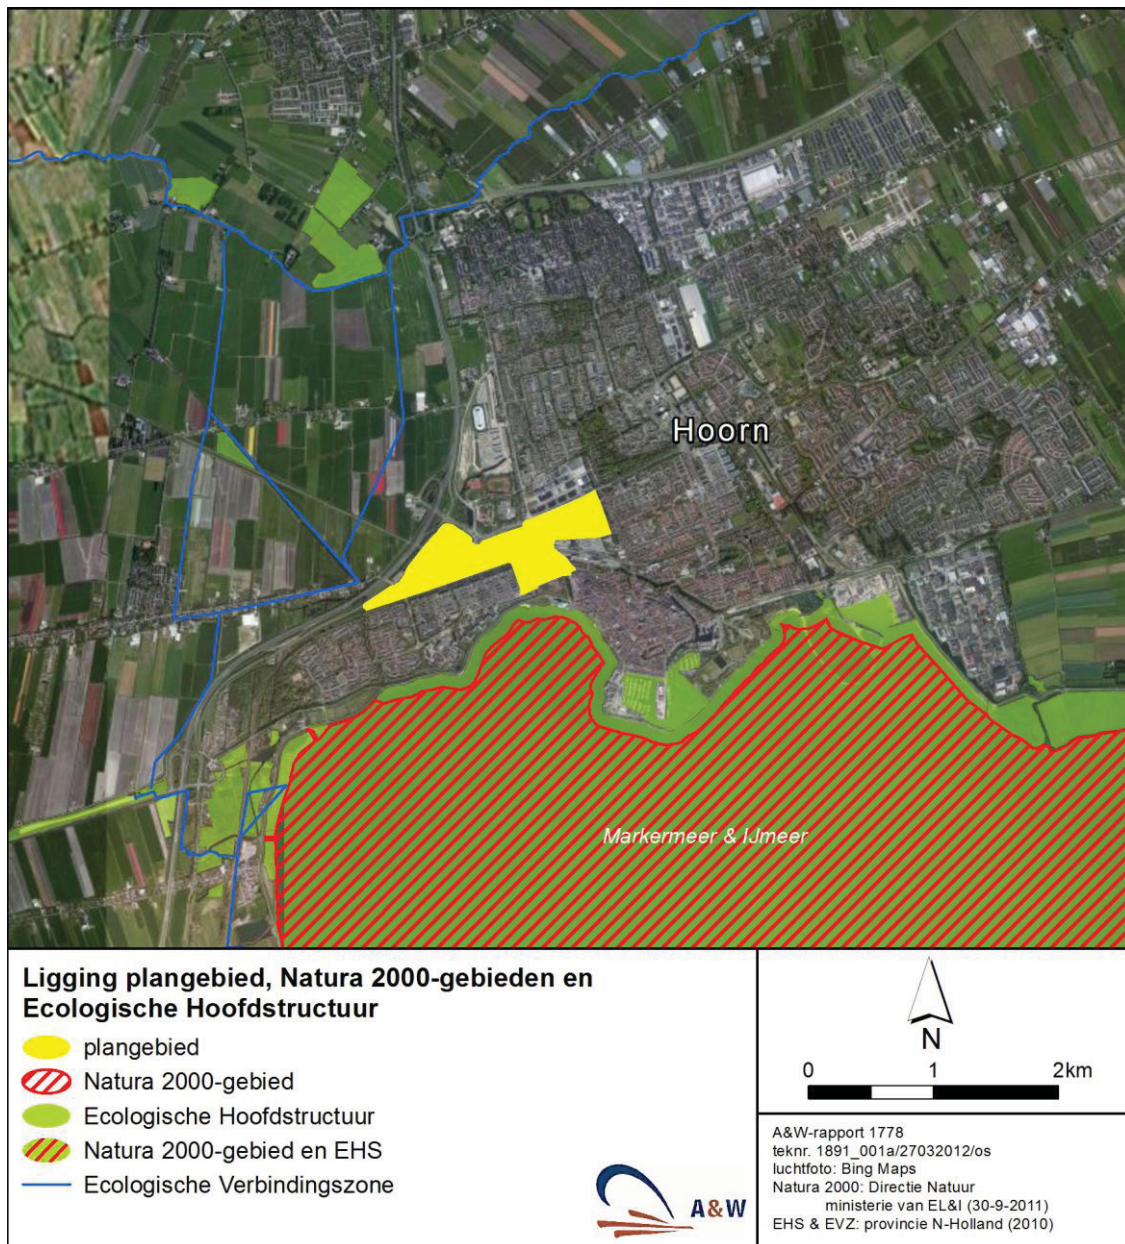 Hoorn
Markermeer & IJmeer
Ligging plangebied, Natura 2000-gebieden en
Ecologische Hoofdstructuur
plangebied
Natura 2000-gebied
Ecologische Hoofdstructuur
Natura 2000-gebied en EHS
Ecologische Verbindingszone
A&W
N
0 1 2km
A&W-rapport 1778
teknr. 1891_001a/27032012/os
luchtfoto: Bing Maps
Natura 2000: Directie Natuur
ministerie van EL&I (30-9-2011)
EHS & EVZ: provincie N-Holland (2010)